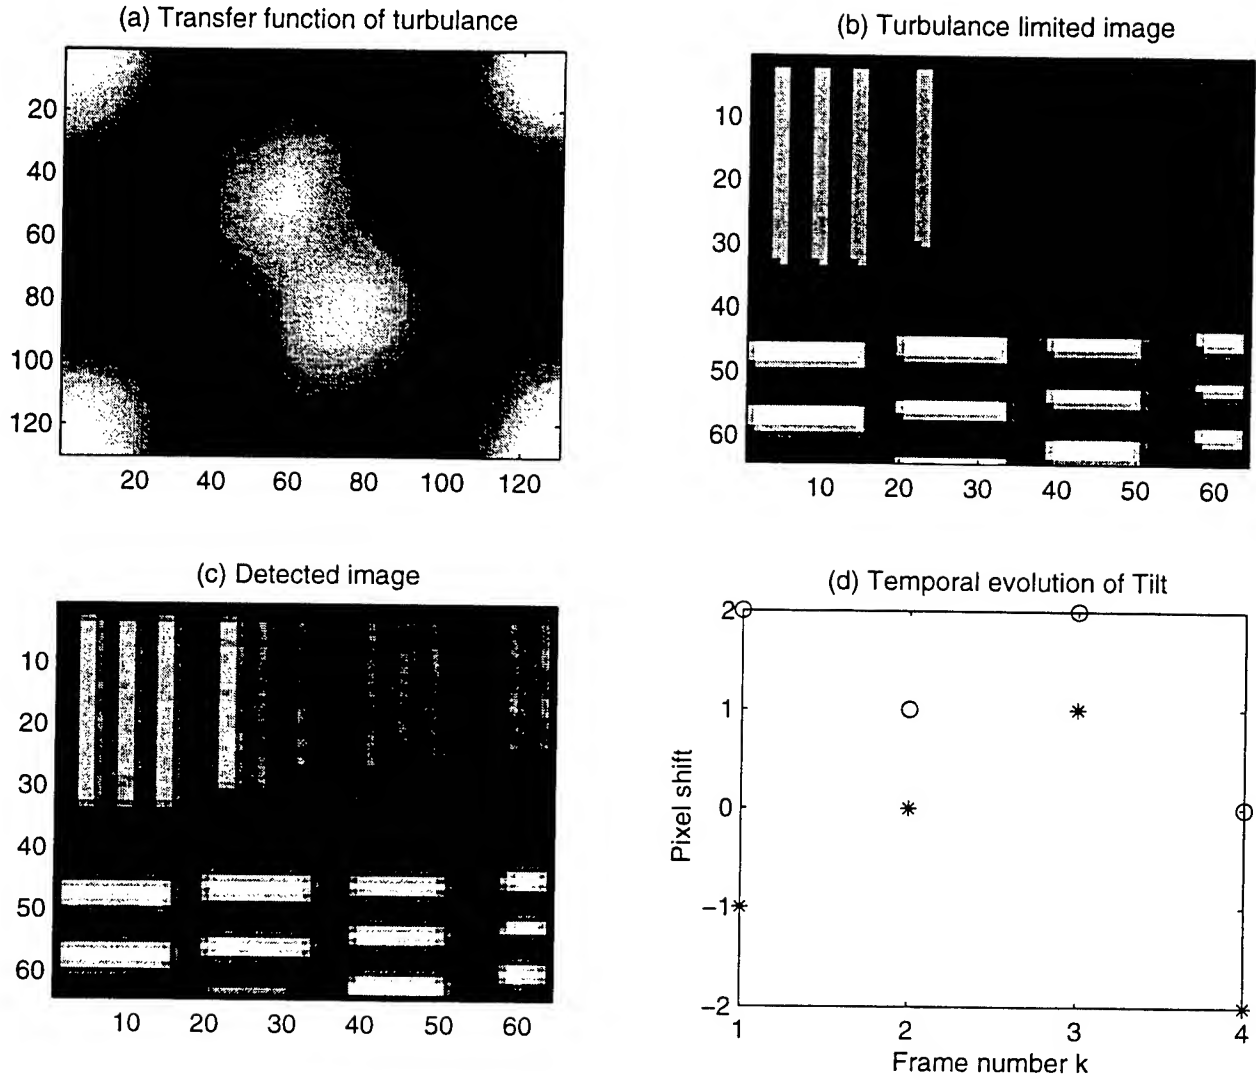 (a) Transfer function of turbulance
20
40
60
80
100
120
20 40 60 80 100 120
(b) Turbulance limited image
10
20
30
40
50
60
10 20 30 40 50 60
(c) Detected image
10
20
30
40
50
60
10 20 30 40 50 60
(d) Temporal evolution of Tilt
2
1
0
−1
−2
Pixel shift
1 2 3 4
Frame number k